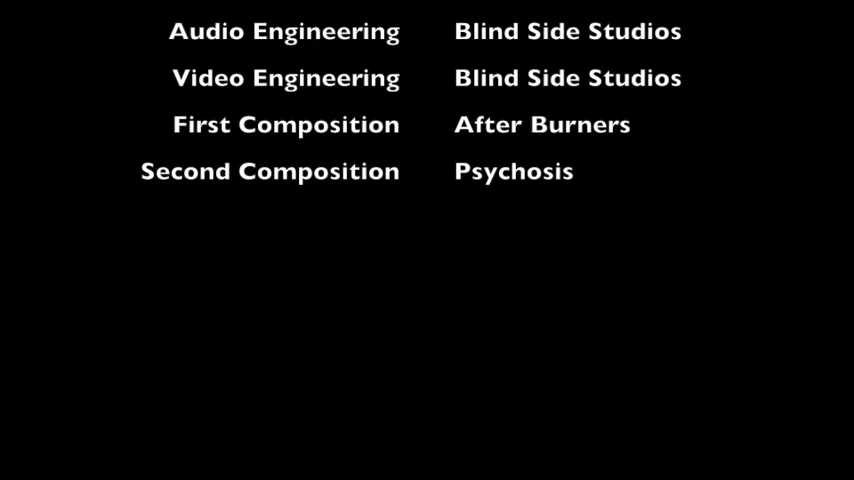 Audio Engineering Blind Side Studios
Video Engineering Blind Side Studios
First Composition After Burners
Second Composition Psychosis